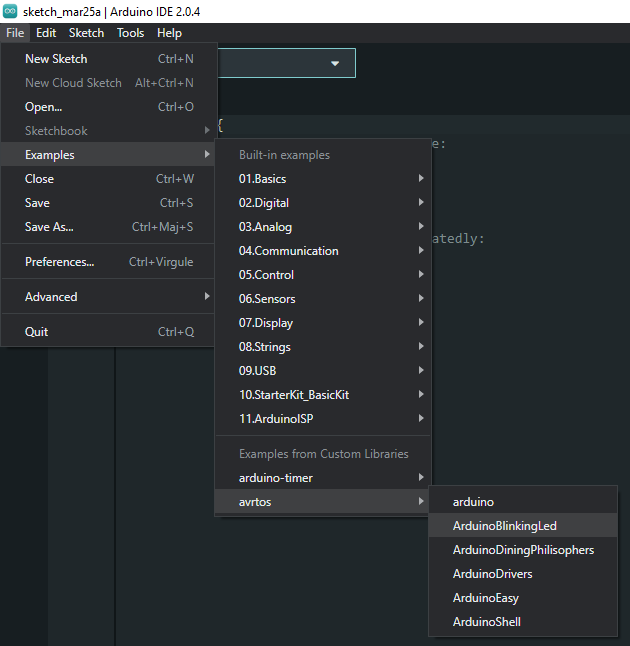 sketch_mar25a | Arduino IDE 2.0.4
File Edit Sketch Tools Help
New Sketch Ctrl+N
New Cloud Sketch Alt+Ctrl+N
Open... Ctrl+O
Sketchbook
Examples
Close Ctrl+W
Save Ctrl+S
Save As... Ctrl+Maj+S
Preferences... Ctrl+Virgule
Advanced
Quit Ctrl+Q
{
e:
atedly:
Built-in examples
01.Basics
02.Digital
03.Analog
04.Communication
05.Control
06.Sensors
07.Display
08.Strings
09.USB
10.StarterKit_BasicKit
11.ArduinoISP
Examples from Custom Libraries
arduino-timer
avrtos
arduino
ArduinoBlinkingLed
ArduinoDiningPhilisophers
ArduinoDrivers
ArduinoEasy
ArduinoShell